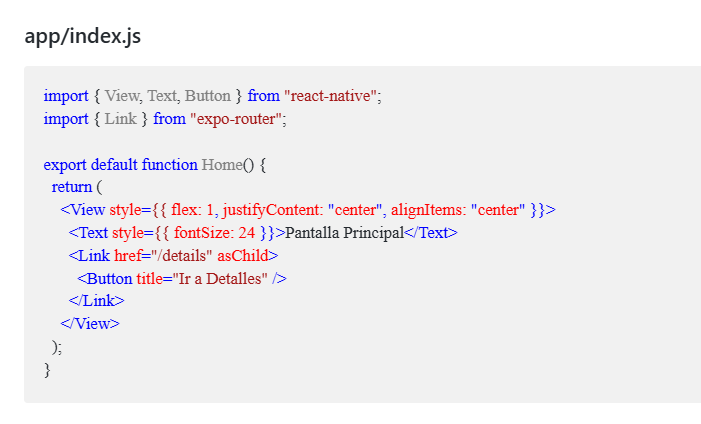 app/index.js
import { View, Text, Button } from "react-native";
import { Link } from "expo-router";
export default function Home() {
return (
<View style={{ flex: 1, justifyContent: "center", alignItems: "center" }}>
<Text style={{ fontSize: 24 }}>Pantalla Principal</Text>
<Link href="/details" asChild>
<Button title="Ir a Detalles" />
</Link>
</View>
);
}